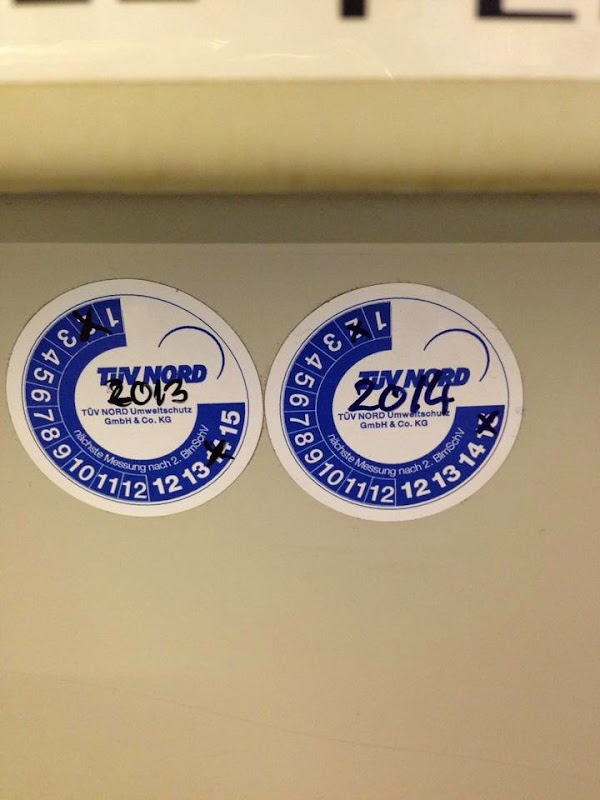 1 3 4 5 6 7 8 9 10 11 12 12 13 14 15
TÜV NORD
2013
TÜV NORD Umweltschutz
GmbH & Co. KG
nächste Messung nach 2. BImSchV
1 2 3 4 5 6 7 8 9 10 11 12 12 13 14 15
TÜV NORD
2014
TÜV NORD Umweltschutz
GmbH & Co. KG
nächste Messung nach 2. BImSchV